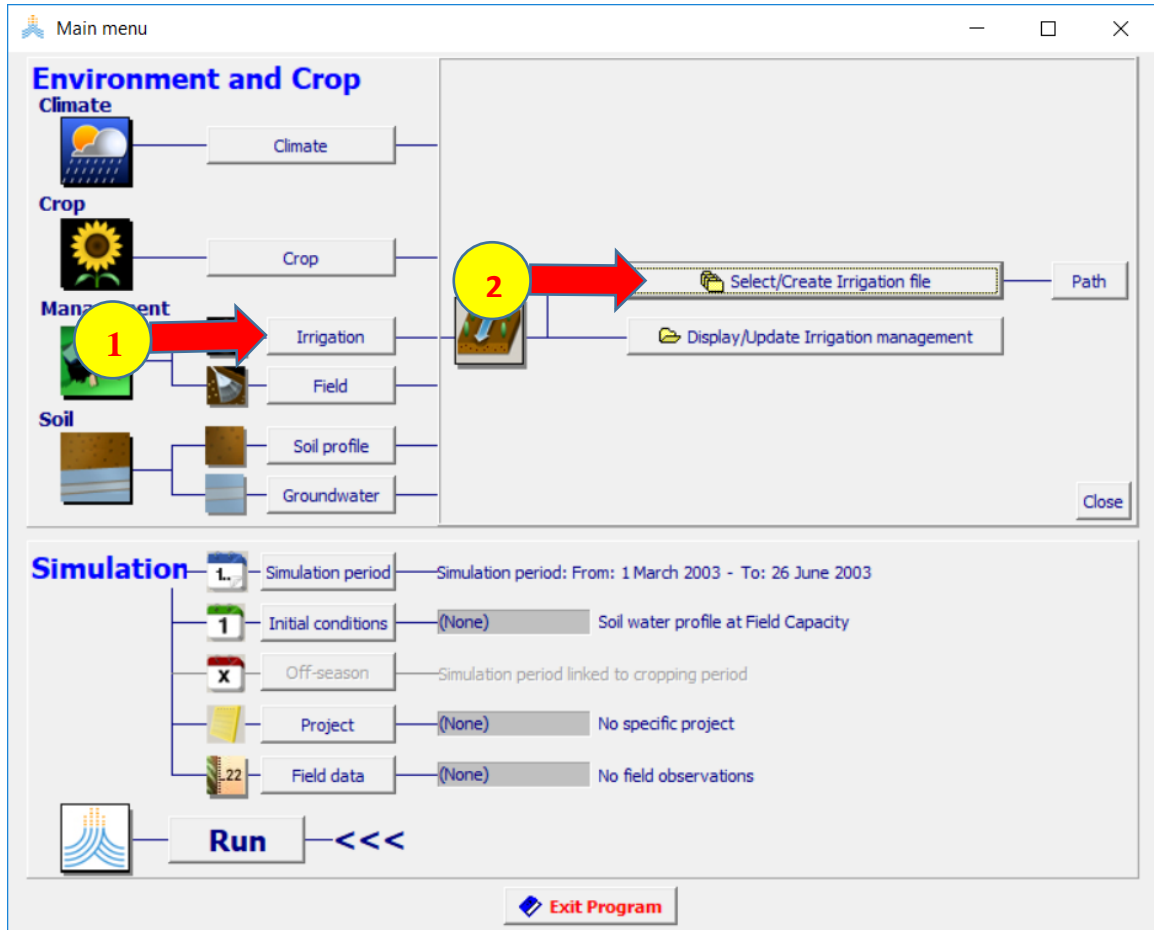 Main menu
Environment and Crop
Climate
Climate
Crop
Crop
2
Select/Create Irrigation file
Path
1
Irrigation
Display/Update Irrigation management
Field
Soil
Soil profile
Groundwater
Close
Simulation
1..
Simulation period
Simulation period: From: 1 March 2003 - To: 26 June 2003
1
Initial conditions
(None)
Soil water profile at Field Capacity
X
Off-season
Simulation period linked to cropping period
Project
(None)
No specific project
Field data
(None)
No field observations
Run
<<<
Exit Program